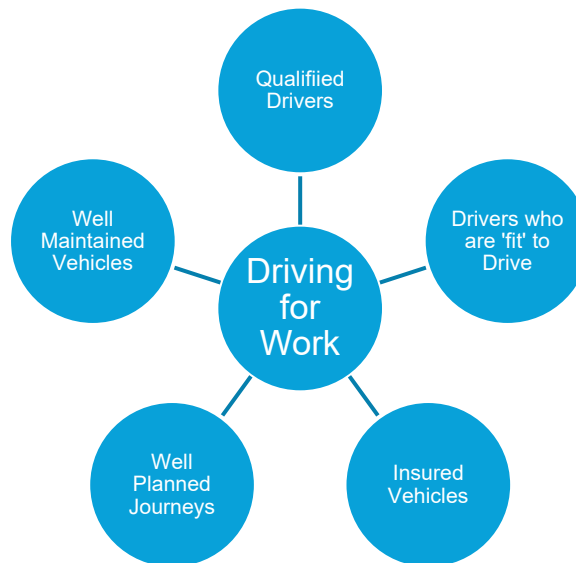 Qualifiied
Drivers
Well
Maintained
Vehicles
Drivers who
are 'fit' to
Drive
Driving
for
Work
Well
Planned
Journeys
Insured
Vehicles